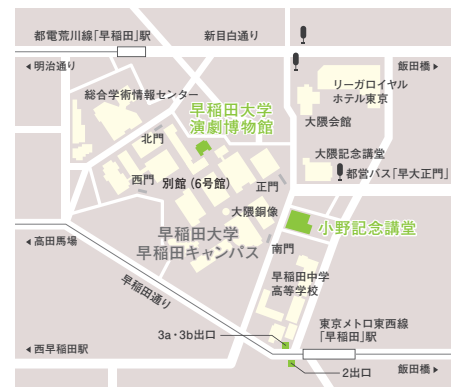 都電荒川線「早稲田」駅
新目白通り
◀明治通り
飯田橋▶
リーガロイヤル
ホテル東京
総合学術情報センター
早稲田大学
演劇博物館
大隈会館
北門
大隈記念講堂
都営バス「早大正門」
西門
別館（6号館）
正門
大隈銅像
小野記念講堂
早稲田大学
早稲田キャンパス
◀高田馬場
南門
早稲田中学
高等学校
早稲田通り
東京メトロ東西線
「早稲田」駅
3a・3b出口
◀西早稲田駅
2出口
飯田橋▶